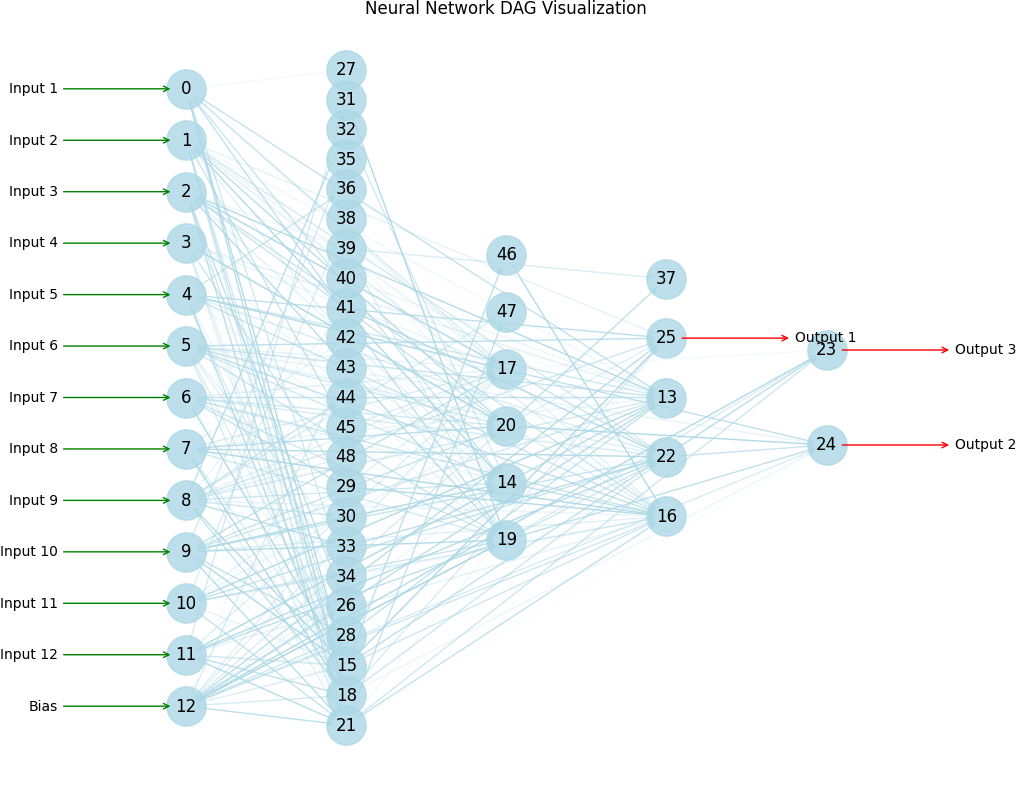 Neural Network DAG Visualization
Input 1
Input 2
Input 3
Input 4
Input 5
Input 6
Input 7
Input 8
Input 9
Input 10
Input 11
Input 12
Bias
0
1
2
3
4
5
6
7
8
9
10
11
12
27
31
32
35
36
38
39
40
41
42
43
44
45
48
29
30
33
34
26
28
15
18
21
46
47
17
20
14
19
37
25
13
22
16
23
24
Output 1
Output 3
Output 2